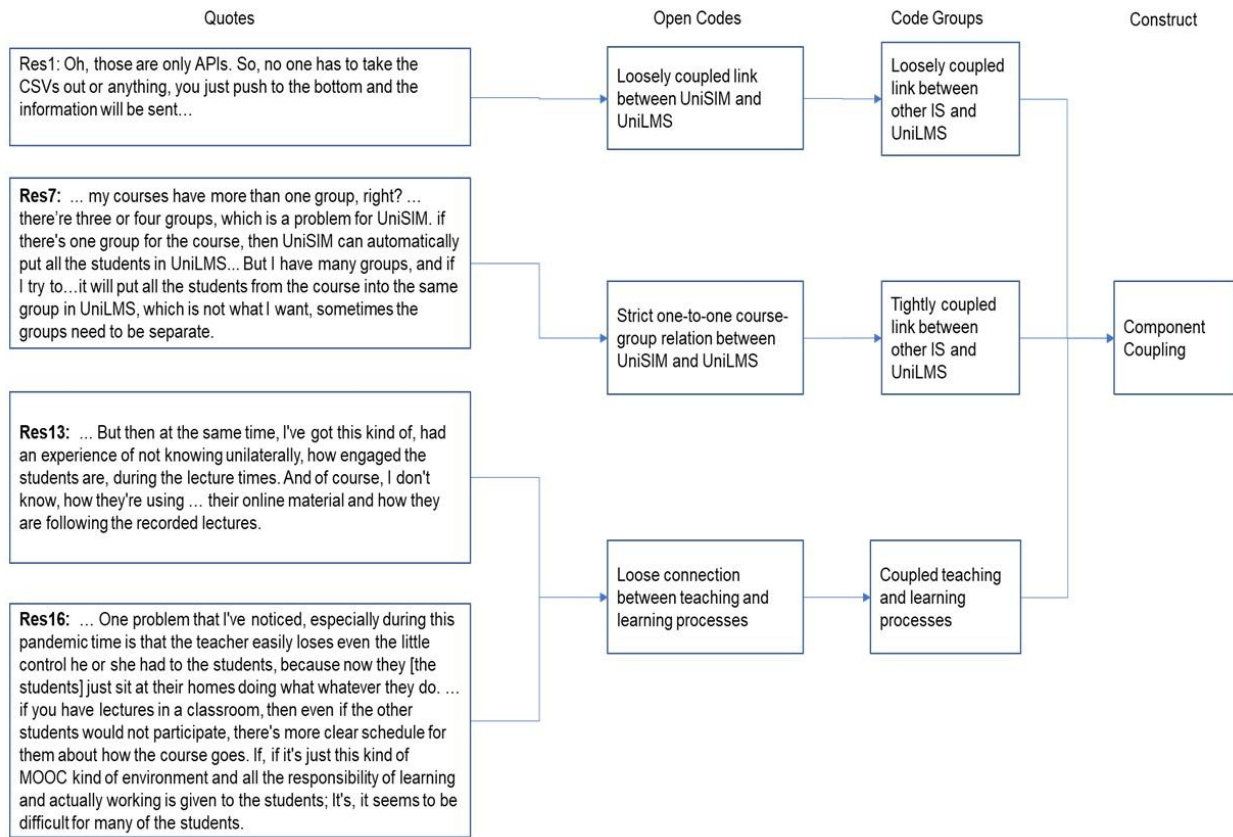 Quotes
Open Codes
Code Groups
Construct
Res1: Oh, those are only APIs. So, no one has to take the
CSVs out or anything, you just push to the bottom and the
information will be sent…
Loosely coupled link
between UniSIM and
UniLMS
Loosely coupled
link between
other IS and
UniLMS
Res7: ... my courses have more than one group, right? ...
there're three or four groups, which is a problem for UniSIM. if
there's one group for the course, then UniSIM can automatically
put all the students in UniLMS... But I have many groups, and if
I try to…it will put all the students from the course into the same
group in UniLMS, which is not what I want, sometimes the
groups need to be separate.
Strict one-to-one course-
group relation between
UniSIM and UniLMS
Tightly coupled
link between
other IS and
UniLMS
Component
Coupling
Res13: ... But then at the same time, I've got this kind of, had
an experience of not knowing unilaterally, how engaged the
students are, during the lecture times. And of course, I don't
know, how they're using ... their online material and how they
are following the recorded lectures.
Loose connection
between teaching and
learning processes
Coupled teaching
and learning
processes
Res16: ... One problem that I've noticed, especially during this
pandemic time is that the teacher easily loses even the little
control he or she had to the students, because now they [the
students] just sit at their homes doing what whatever they do. ...
if you have lectures in a classroom, then even if the other
students would not participate, there's more clear schedule for
them about how the course goes. If, if it's just this kind of
MOOC kind of environment and all the responsibility of learning
and actually working is given to the students; It's, it seems to be
difficult for many of the students.